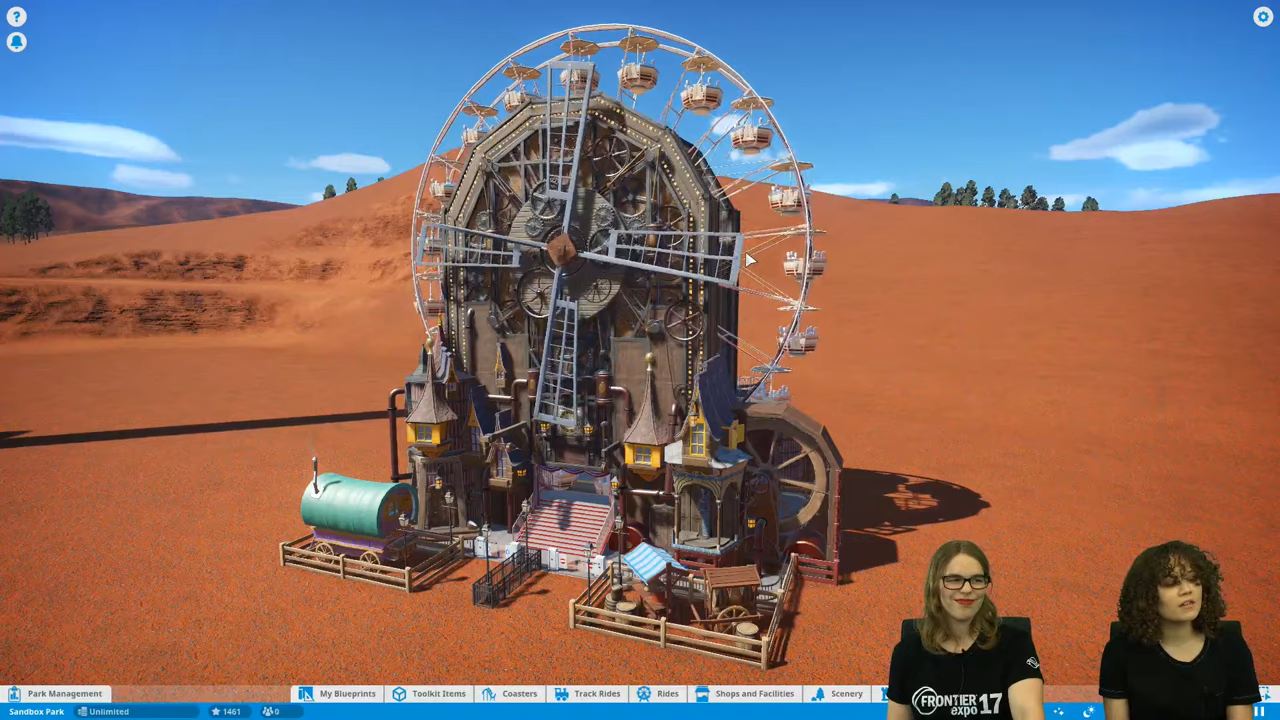 ?
Park Management
My Blueprints
Toolkit Items
Coasters
Track Rides
Rides
Shops and Facilities
Scenery
Sandbox Park
Unlimited
1461
0
FRONTIER
expo 17